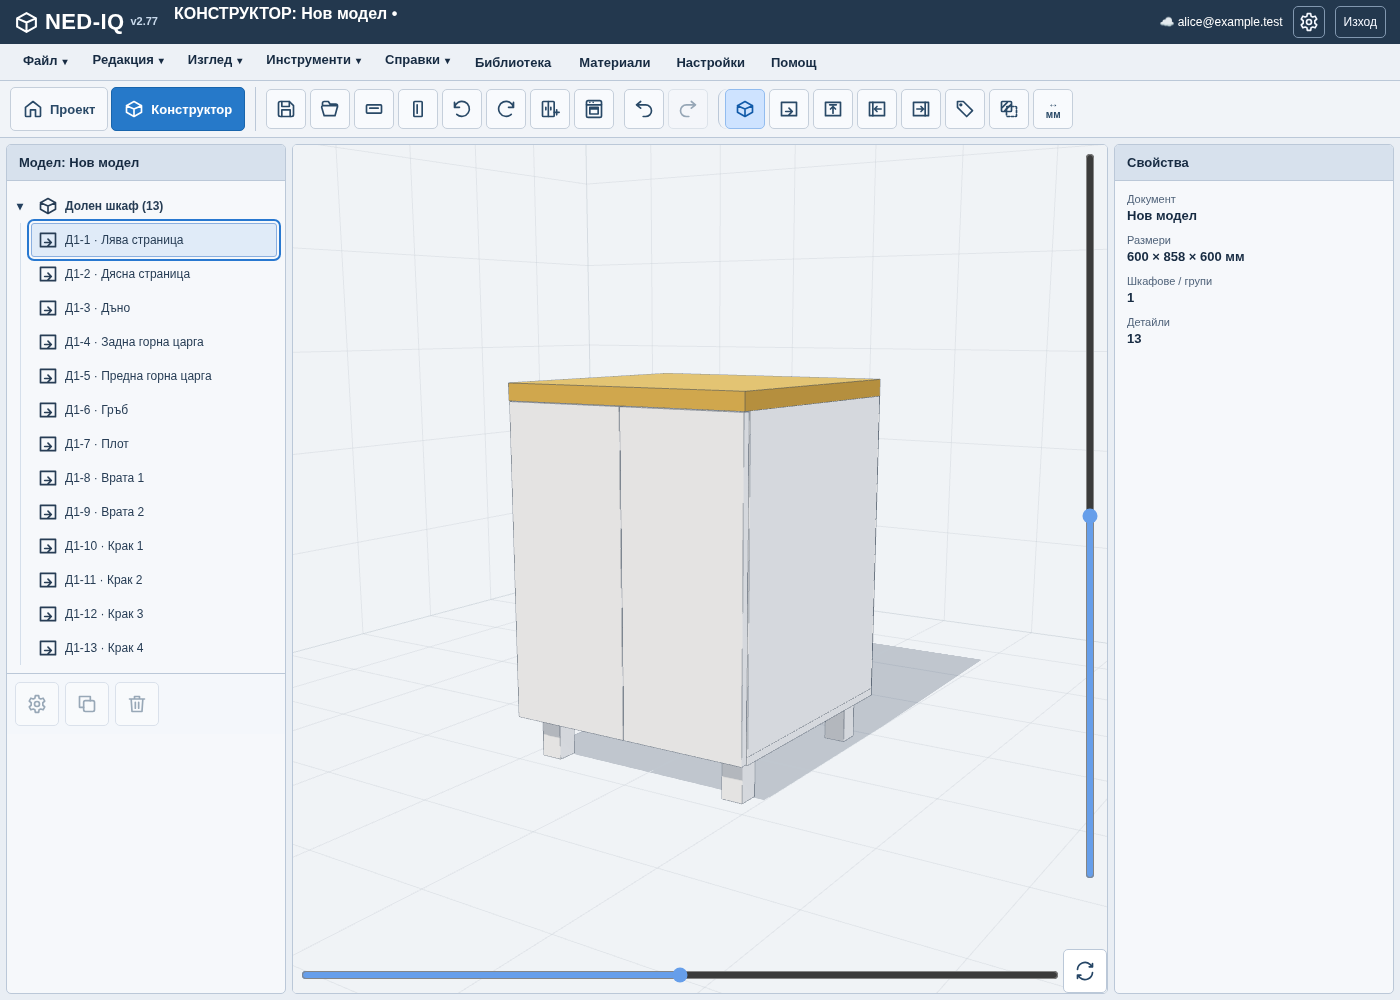 NED-IQ v2.77 КОНСТРУКТОР: Нов модел • alice@example.test Изход
Файл ▾ Редакция ▾ Изглед ▾ Инструменти ▾ Справки ▾ Библиотека Материали Настройки Помощ
Проект Конструктор ↔ мм
Модел: Нов модел
Долен шкаф (13)
Д1-1 · Лява страница
Д1-2 · Дясна страница
Д1-3 · Дъно
Д1-4 · Задна горна царга
Д1-5 · Предна горна царга
Д1-6 · Гръб
Д1-7 · Плот
Д1-8 · Врата 1
Д1-9 · Врата 2
Д1-10 · Крак 1
Д1-11 · Крак 2
Д1-12 · Крак 3
Д1-13 · Крак 4
Свойства
Документ
Нов модел
Размери
600 × 858 × 600 мм
Шкафове / групи
1
Детайли
13